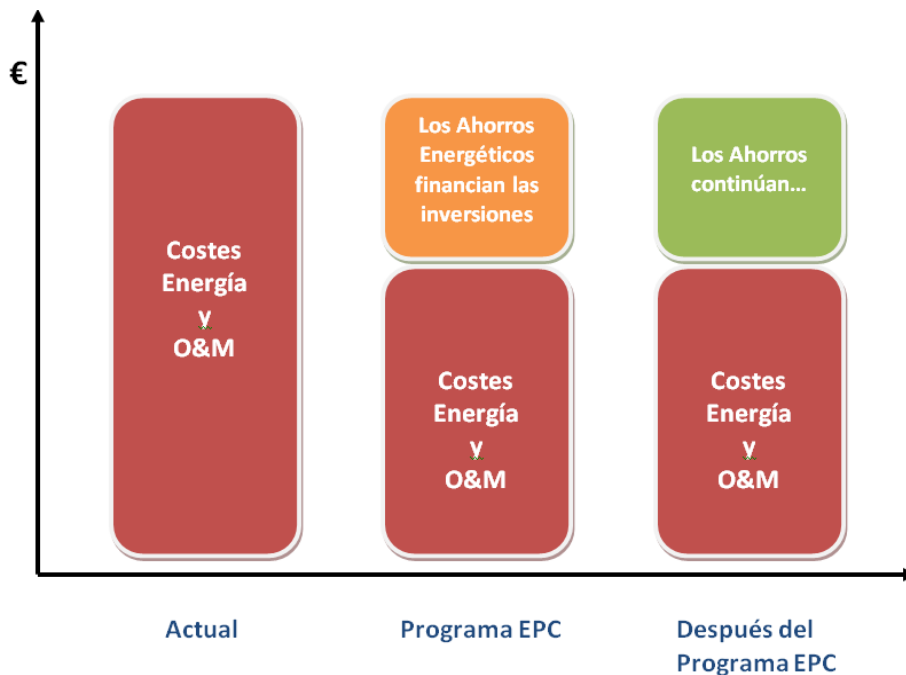 €
Costes
Energía
y
O&M
Los Ahorros
Energéticos
financian las
inversiones
Costes
Energía
y
O&M
Los Ahorros
continúan...
Costes
Energía
y
O&M
Actual
Programa EPC
Después del
Programa EPC